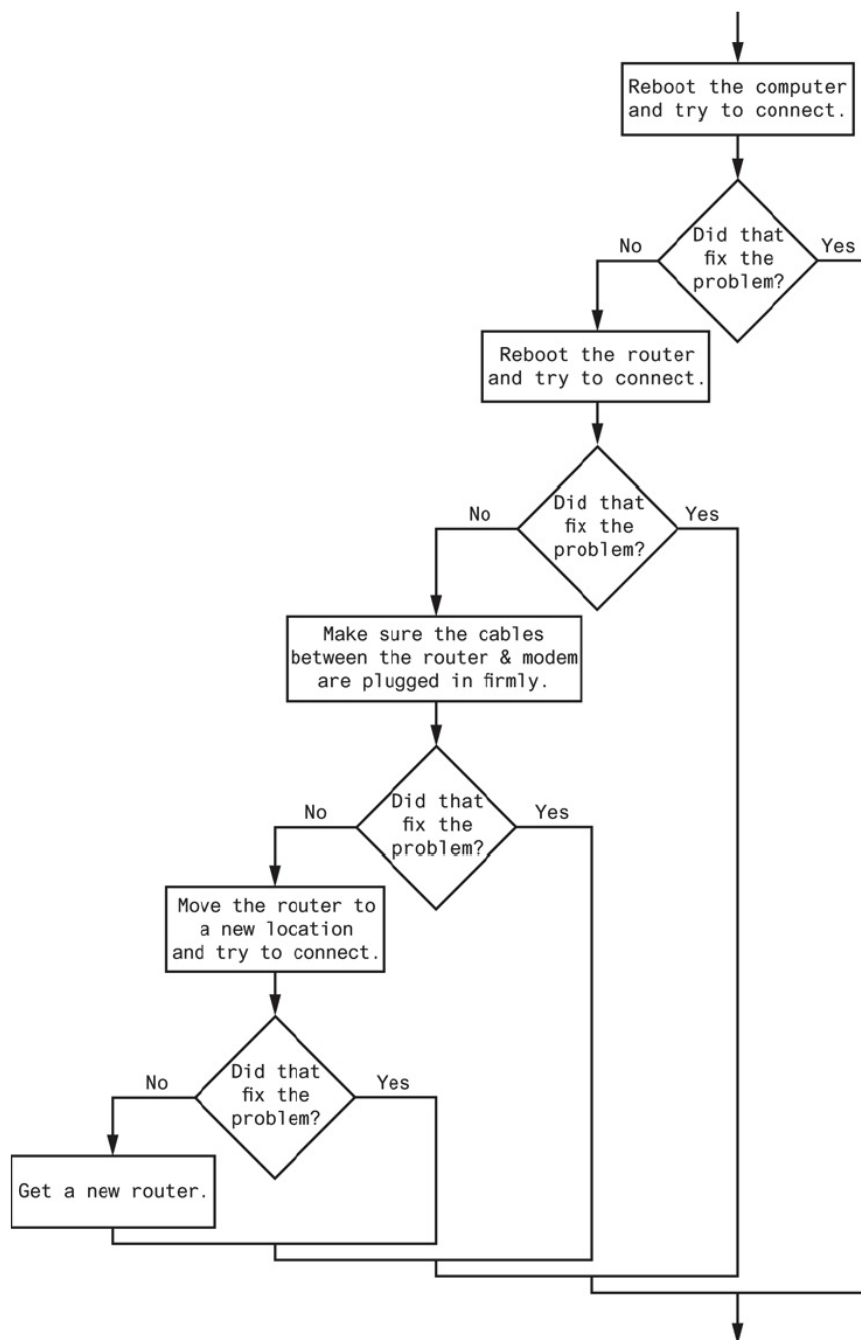 Reboot the computer
and try to connect.
Did that
fix the
problem?
No
Yes
Reboot the router
and try to connect.
Did that
fix the
problem?
No
Yes
Make sure the cables
between the router & modem
are plugged in firmly.
Did that
fix the
problem?
No
Yes
Move the router to
a new location
and try to connect.
Did that
fix the
problem?
No
Yes
Get a new router.